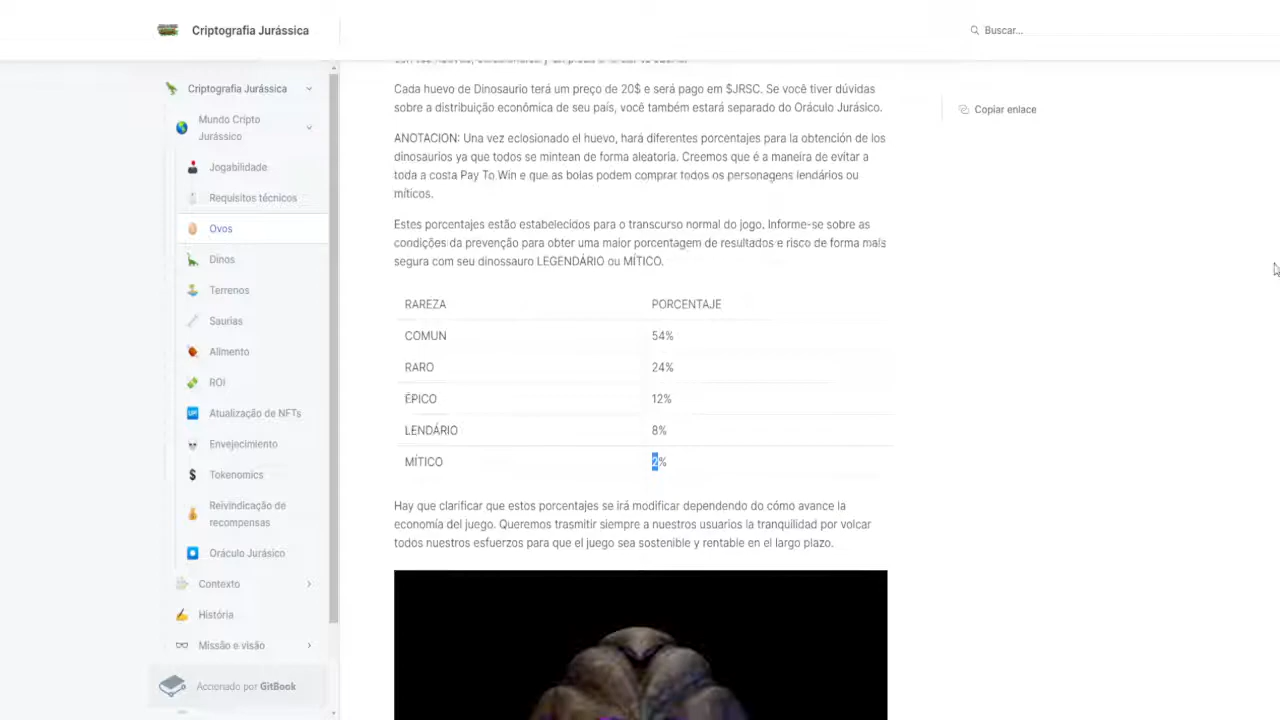 Criptografia Jurássica
Buscar...
Criptografia Jurássica
Mundo Cripto
Jurássico
Jogabilidade
Requisitos técnicos
Ovos
Dinos
Terrenos
Saurias
Alimento
ROI
Atualização de NFTs
Envejecimento
Tokenomics
Reivindicação de
recompensas
Oráculo Jurásico
Contexto
História
Missão e visão
Accionado por GitBook
Cada huevo de Dinosaurio terá um preço de 20$ e será pago em $JRSC. Se você tiver dúvidas
sobre a distribuição econômica de seu país, você também estará separado do Oráculo Jurásico.
ANOTACION: Una vez eclosionado el huevo, hará diferentes porcentajes para la obtención de los
dinosaurios ya que todos se mintean de forma aleatoria. Creemos que é a maneira de evitar a
toda a costa Pay To Win e que as bolas podem comprar todos os personagens lendários ou
míticos.
Estes porcentajes estão estabelecidos para o transcurso normal do jogo. Informe-se sobre as
condições da prevenção para obter uma maior porcentagem de resultados e risco de forma mais
segura com seu dinossauro LEGENDÁRIO ou MÍTICO.
RAREZA PORCENTAJE
COMUN 54%
RARO 24%
ÉPICO 12%
LENDÁRIO 8%
MÍTICO 2%
Hay que clarificar que estos porcentajes se irá modificar dependendo do cómo avance la
economía del juego. Queremos trasmitir siempre a nuestros usuarios la tranquilidad por volcar
todos nuestros esfuerzos para que el juego sea sostenible y rentable en el largo plazo.
Copiar enlace